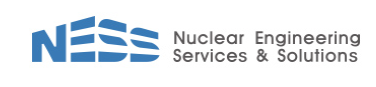 NESS
Nuclear Engineering
Services & Solutions